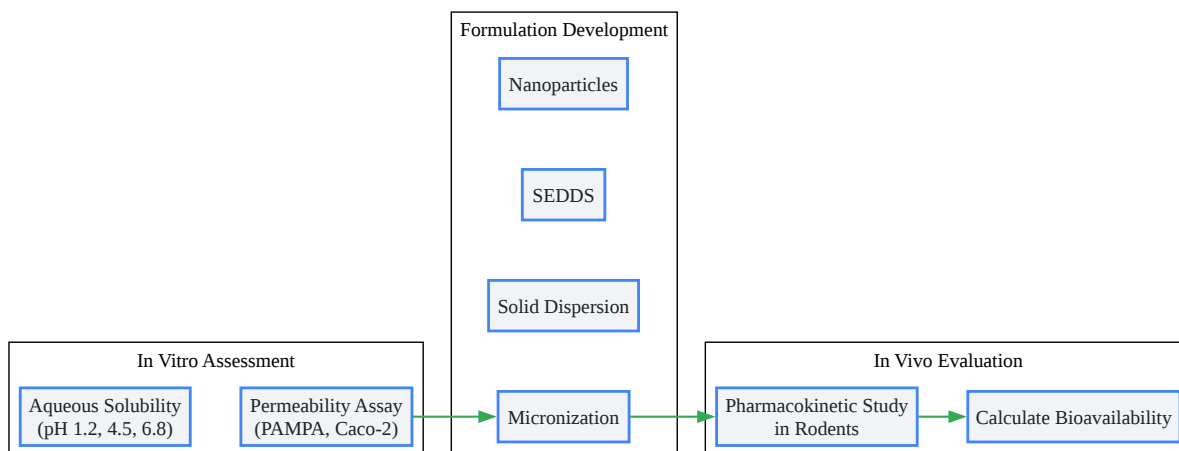 Formulation Development
Nanoparticles
SEDDS
Solid Dispersion
Micronization
In Vitro Assessment
Aqueous Solubility
(pH 1.2, 4.5, 6.8)
Permeability Assay
(PAMPA, Caco-2)
In Vivo Evaluation
Pharmacokinetic Study
in Rodents
Calculate Bioavailability